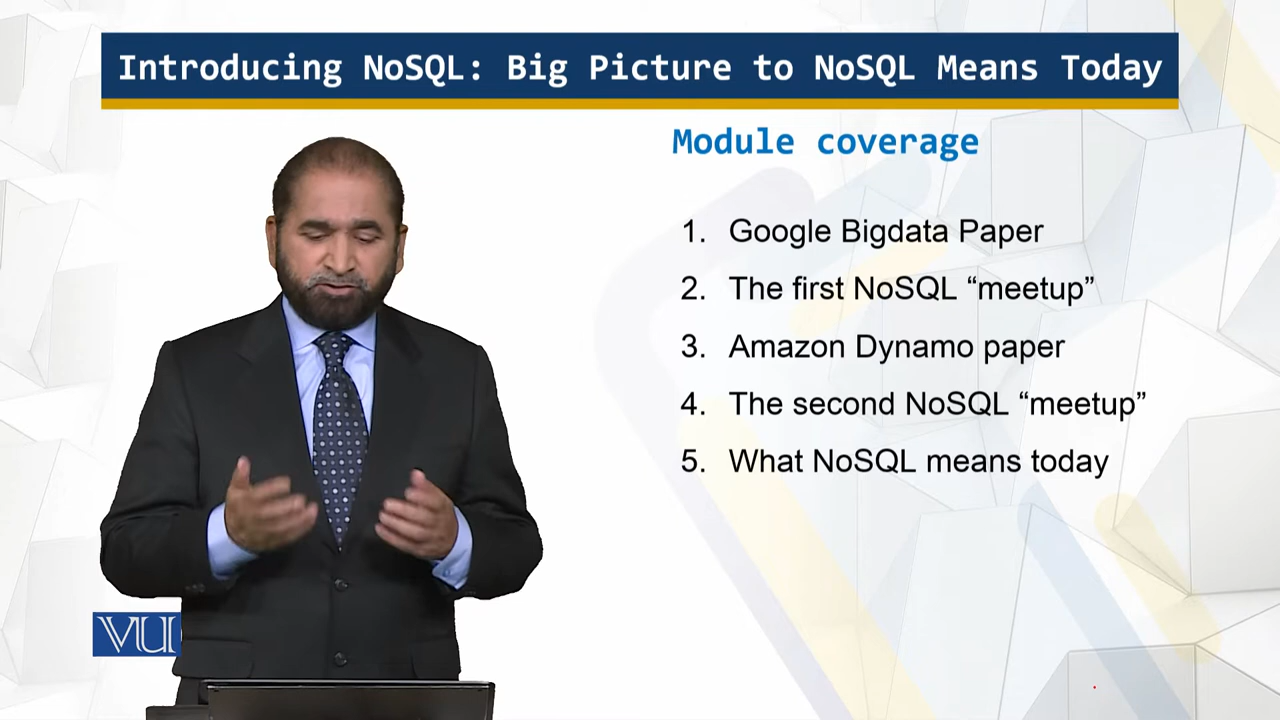 Introducing NoSQL: Big Picture to NoSQL Means Today
Module coverage
1. Google Bigdata Paper
2. The first NoSQL “meetup”
3. Amazon Dynamo paper
4. The second NoSQL “meetup”
5. What NoSQL means today
VU